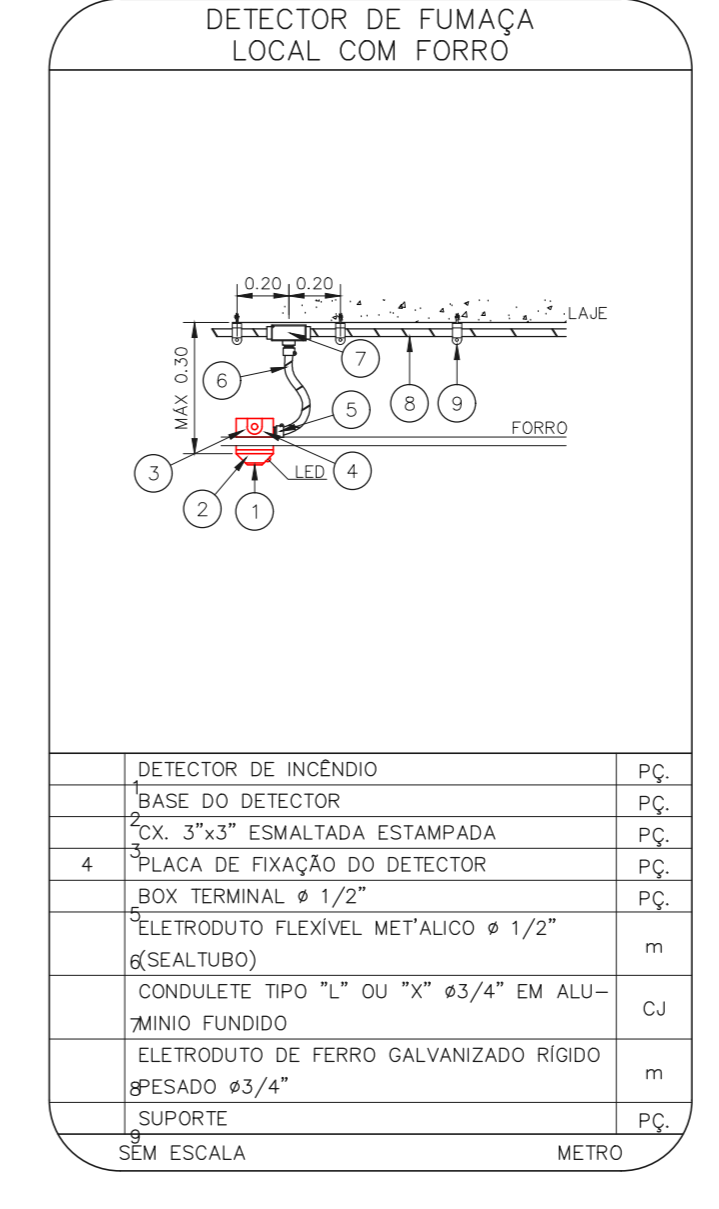 DETECTOR DE FUMAÇA
LOCAL COM FORRO
0.20 0.20
LAJE
MÁX 0.30
7
6
5
8
9
FORRO
3
LED
4
2
1
DETECTOR DE INCÊNDIO PÇ.
1
BASE DO DETECTOR PÇ.
2
CX. 3"x3" ESMALTADA ESTAMPADA PÇ.
3
4 PLACA DE FIXAÇÃO DO DETECTOR PÇ.
BOX TERMINAL ø 1/2" PÇ.
5
ELETRODUTO FLEXÍVEL MET'ALICO ø 1/2"
6 (SEALTUBO) m
CONDULETE TIPO "L" OU "X" ø3/4" EM ALU-
7 MINIO FUNDIDO CJ
ELETRODUTO DE FERRO GALVANIZADO RÍGIDO
8 PESADO ø3/4" m
SUPORTE PÇ.
9
SEM ESCALA METRO